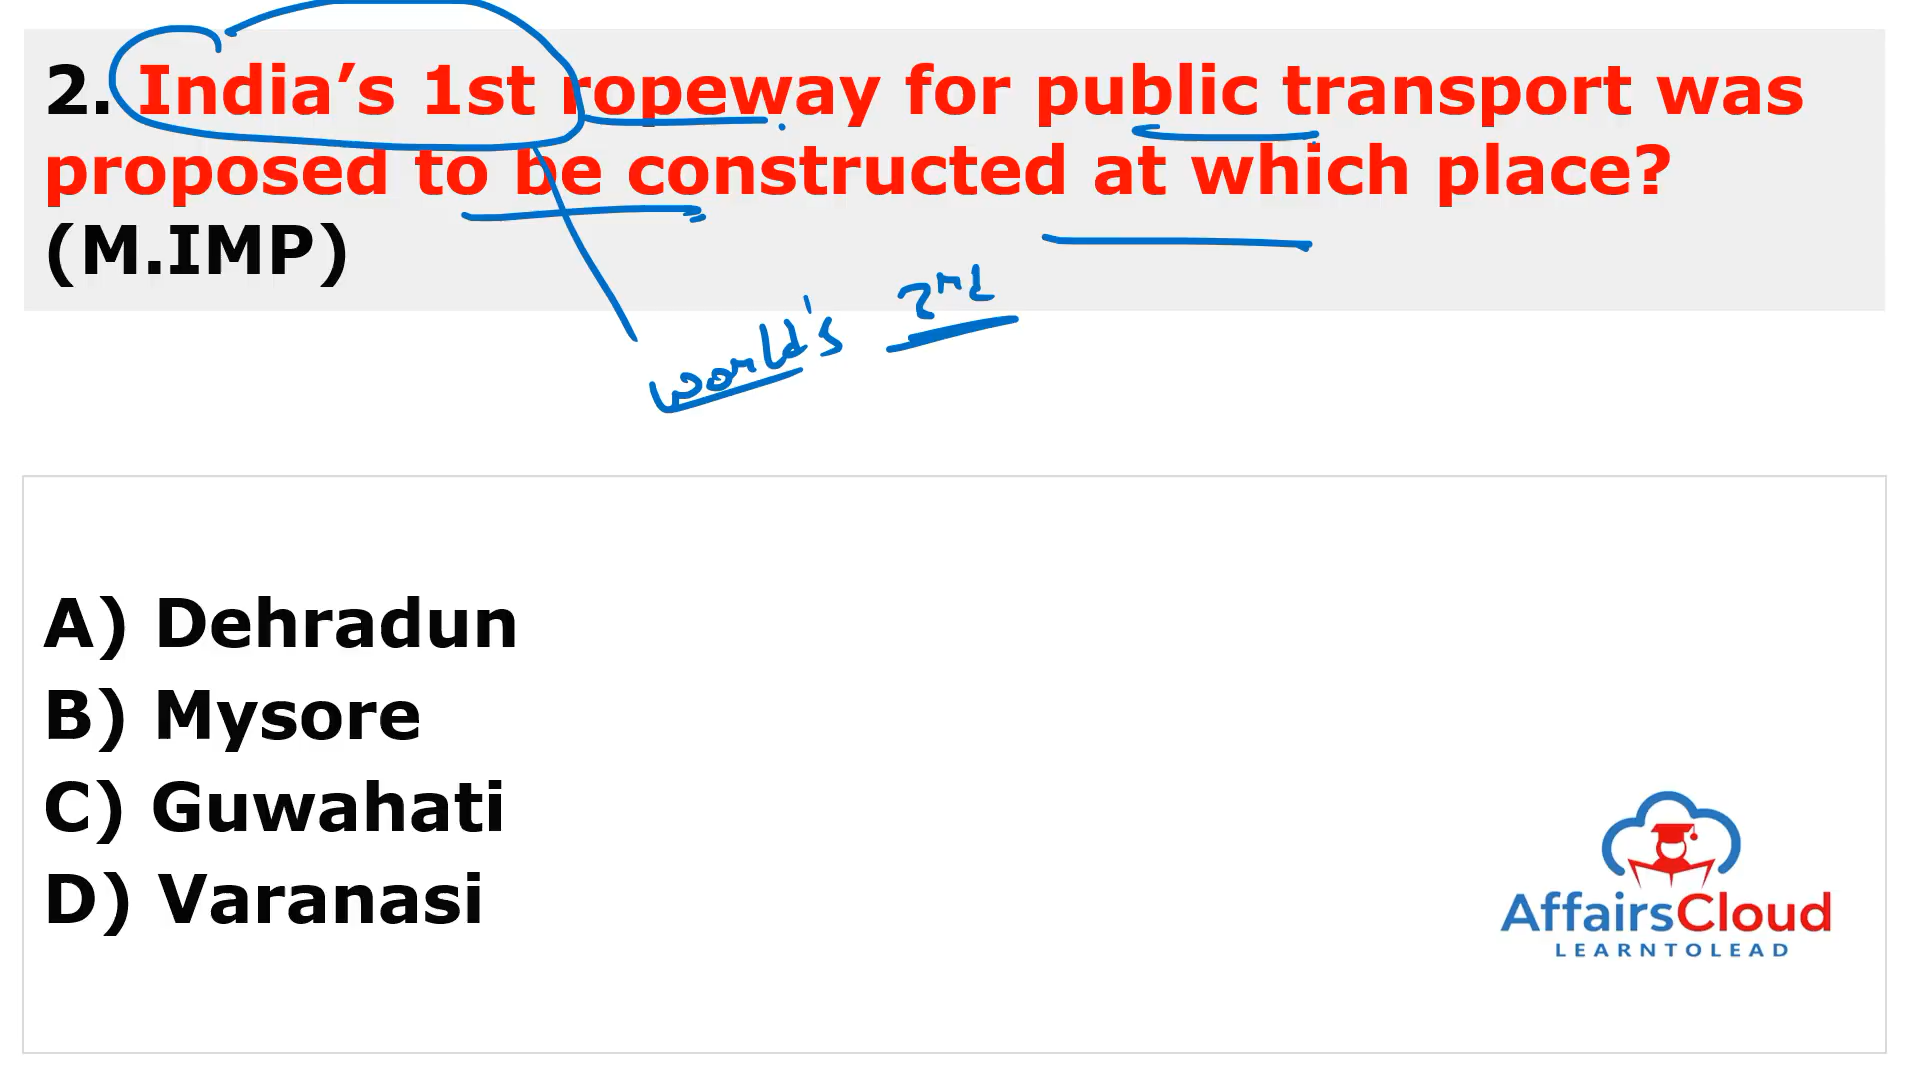 2. India’s 1st ropeway for public transport was
proposed to be constructed at which place?
(M.IMP)
world's 2nd
A) Dehradun
B) Mysore
C) Guwahati
D) Varanasi
AffairsCloud
LEARNTOLEAD